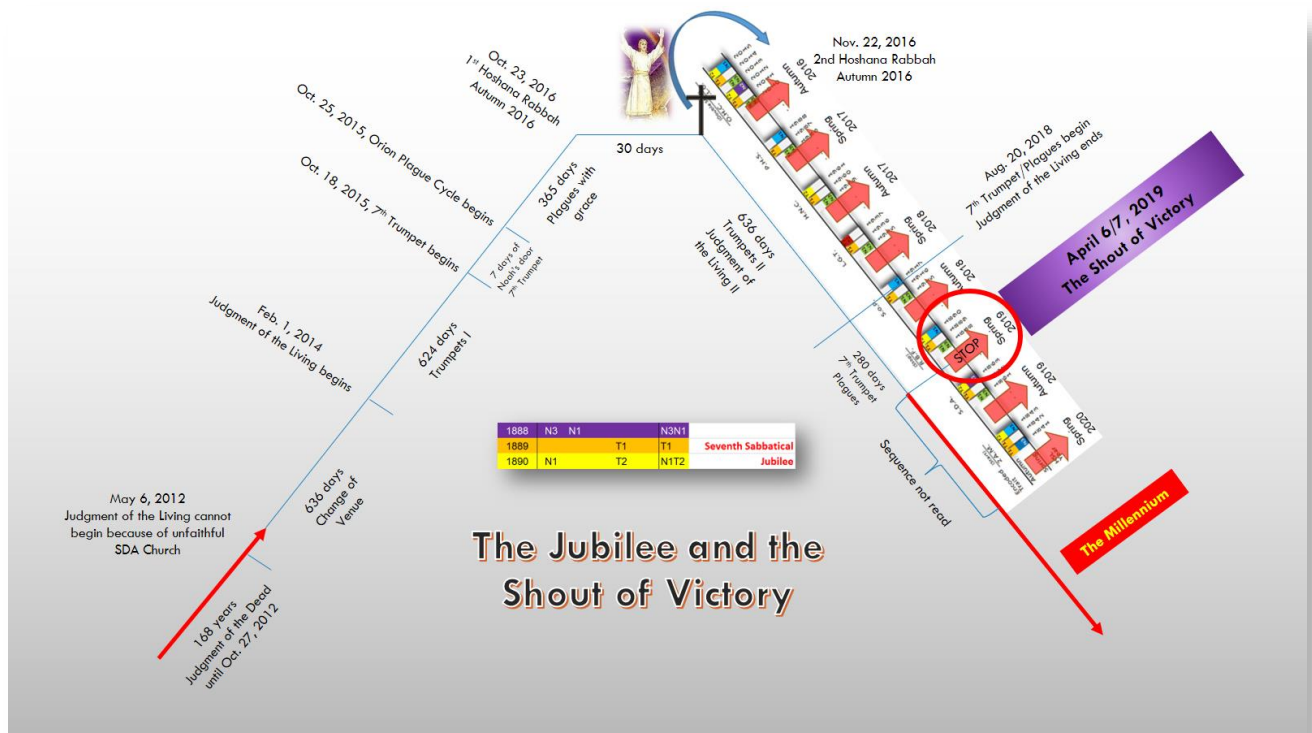 Nov. 22, 2016
2nd Hoshana Rabbah
Autumn 2016
Oct. 23, 2016
1st Hoshana Rabbah
Autumn 2016
Oct. 25, 2015, Orion Plague Cycle begins
Oct. 18, 2015, 7th Trumpet begins
30 days
365 days
Plagues with
grace
7 days of
Noah's door
7th Trumpet
636 days
Trumpets II
Judgment of
the Living II
Aug. 20, 2018
7th Trumpet/Plagues begin
Judgment of the Living ends
April 6/7, 2019
The Shout of Victory
Autumn
2016
Spring
2017
Autumn
2017
Spring
2018
Autumn
2018
Spring
2019
STOP
Autumn
2019
Spring
2020
O.H.C.
P.H.S.
H.N.C.
L.G.T.
S.o.P.
R.B.F.
S.D.A.
Feb. 1, 2014
Judgment of the Living begins
624 days
Trumpets I
280 days
7th Trumpet
Plagues
Sequence not read
The Millennium
1888 N3 N1 N3N1
1889 T1 T1 Seventh Sabbatical
1890 N1 T2 N1T2 Jubilee
May 6, 2012
Judgment of the Living cannot
begin because of unfaithful
SDA Church
636 days
Change of
Venue
168 years
Judgment of the Dead
until Oct. 27, 2012
The Jubilee and the
Shout of Victory